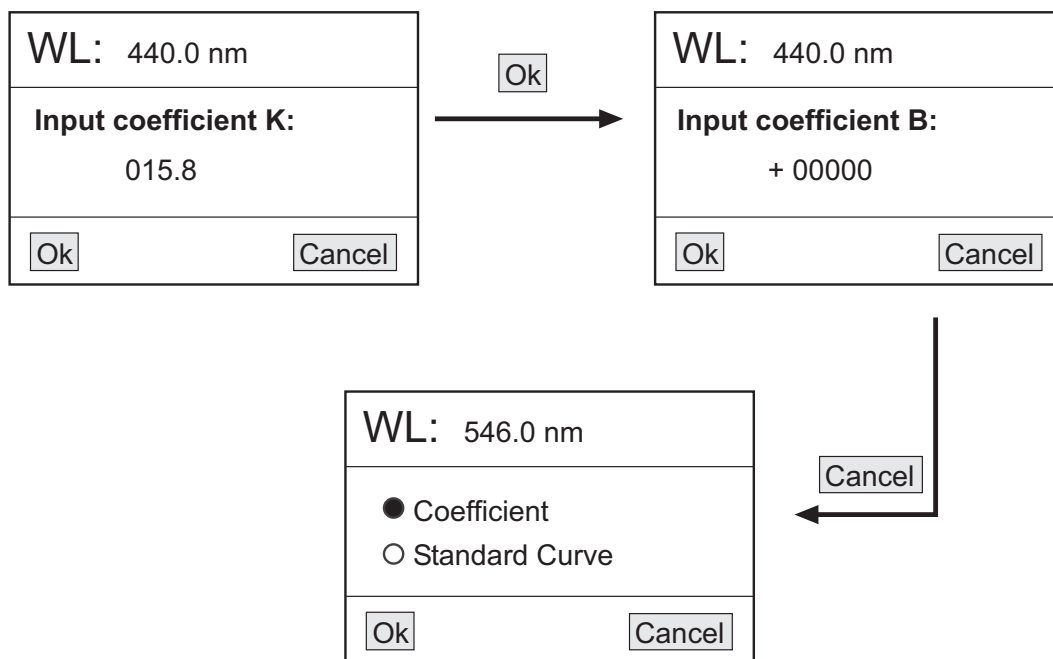 WL: 440.0 nm
Input coefficient K:
015.8
Ok
Cancel
Ok
WL: 440.0 nm
Input coefficient B:
+ 00000
Ok
Cancel
Cancel
WL: 546.0 nm
Coefficient
Standard Curve
Ok
Cancel